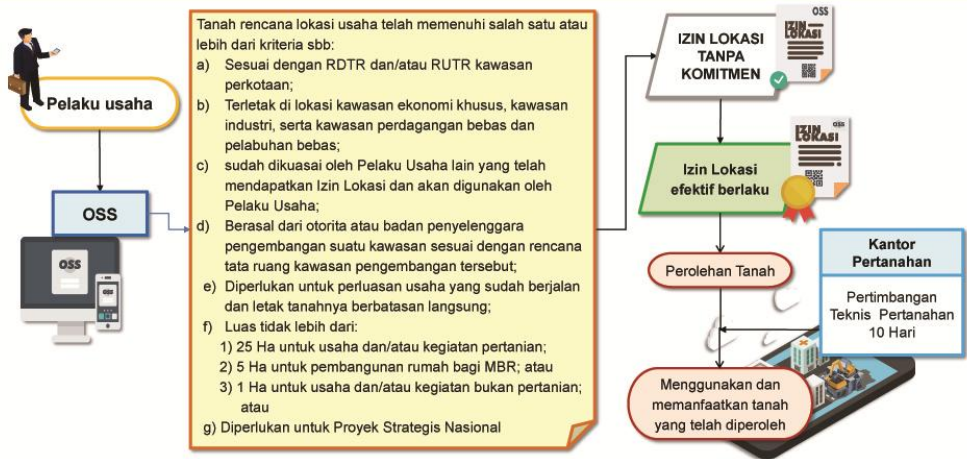 Pelaku usaha
OSS
OSS
Tanah rencana lokasi usaha telah memenuhi salah satu atau
lebih dari kriteria sbb:
a) Sesuai dengan RDTR dan/atau RUTR kawasan
perkotaan;
b) Terletak di lokasi kawasan ekonomi khusus, kawasan
industri, serta kawasan perdagangan bebas dan
pelabuhan bebas;
c) sudah dikuasai oleh Pelaku Usaha lain yang telah
mendapatkan Izin Lokasi dan akan digunakan oleh
Pelaku Usaha;
d) Berasal dari otorita atau badan penyelenggara
pengembangan suatu kawasan sesuai dengan rencana
tata ruang kawasan pengembangan tersebut;
e) Diperlukan untuk perluasan usaha yang sudah berjalan
dan letak tanahnya berbatasan langsung;
f) Luas tidak lebih dari:
1) 25 Ha untuk usaha dan/atau kegiatan pertanian;
2) 5 Ha untuk pembangunan rumah bagi MBR; atau
3) 1 Ha untuk usaha dan/atau kegiatan bukan pertanian;
atau
g) Diperlukan untuk Proyek Strategis Nasional
IZIN LOKASI
TANPA
KOMITMEN
OSS
IZIN
LOKASI
Izin Lokasi
efektif berlaku
OSS
IZIN
LOKASI
Perolehan Tanah
Kantor
Pertanahan
Pertimbangan
Teknis Pertanahan
10 Hari
Menggunakan dan
memanfaatkan tanah
yang telah diperoleh